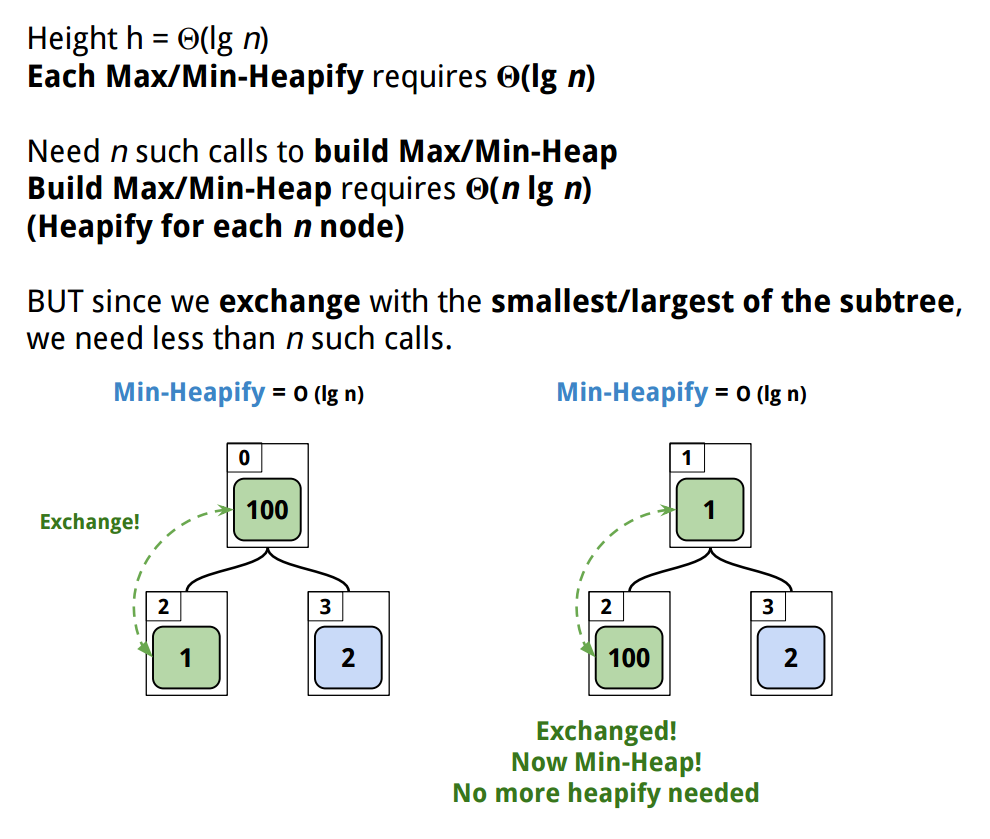 Height h = Θ(lg n)
Each Max/Min-Heapify requires Θ(lg n)
Need n such calls to build Max/Min-Heap
Build Max/Min-Heap requires Θ(n lg n)
(Heapify for each n node)
BUT since we exchange with the smallest/largest of the subtree,
we need less than n such calls.
Min-Heapify = O (lg n)
0
100
Exchange!
2
1
3
2
Min-Heapify = O (lg n)
1
1
2
100
3
2
Exchanged!
Now Min-Heap!
No more heapify needed